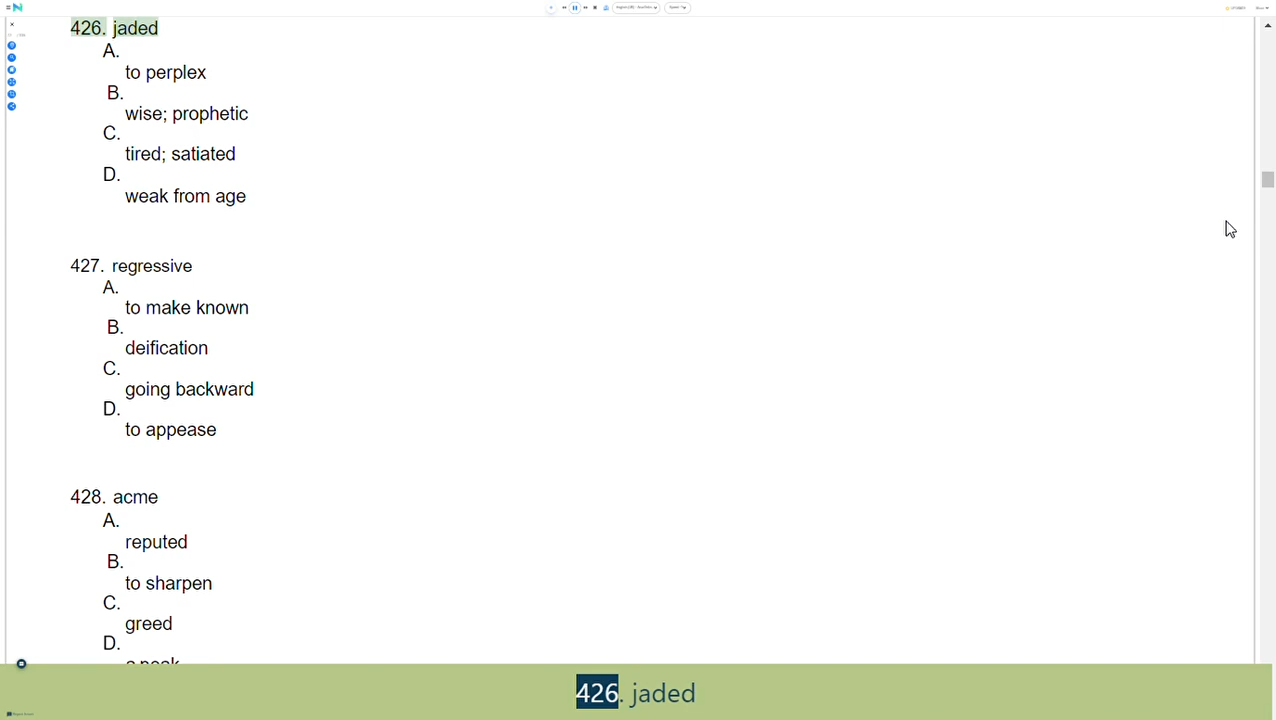 426. jaded
A.
to perplex
B.
wise; prophetic
C.
tired; satiated
D.
weak from age
427. regressive
A.
to make known
B.
deification
C.
going backward
D.
to appease
428. acme
A.
reputed
B.
to sharpen
C.
greed
D.
a peak
426. jaded